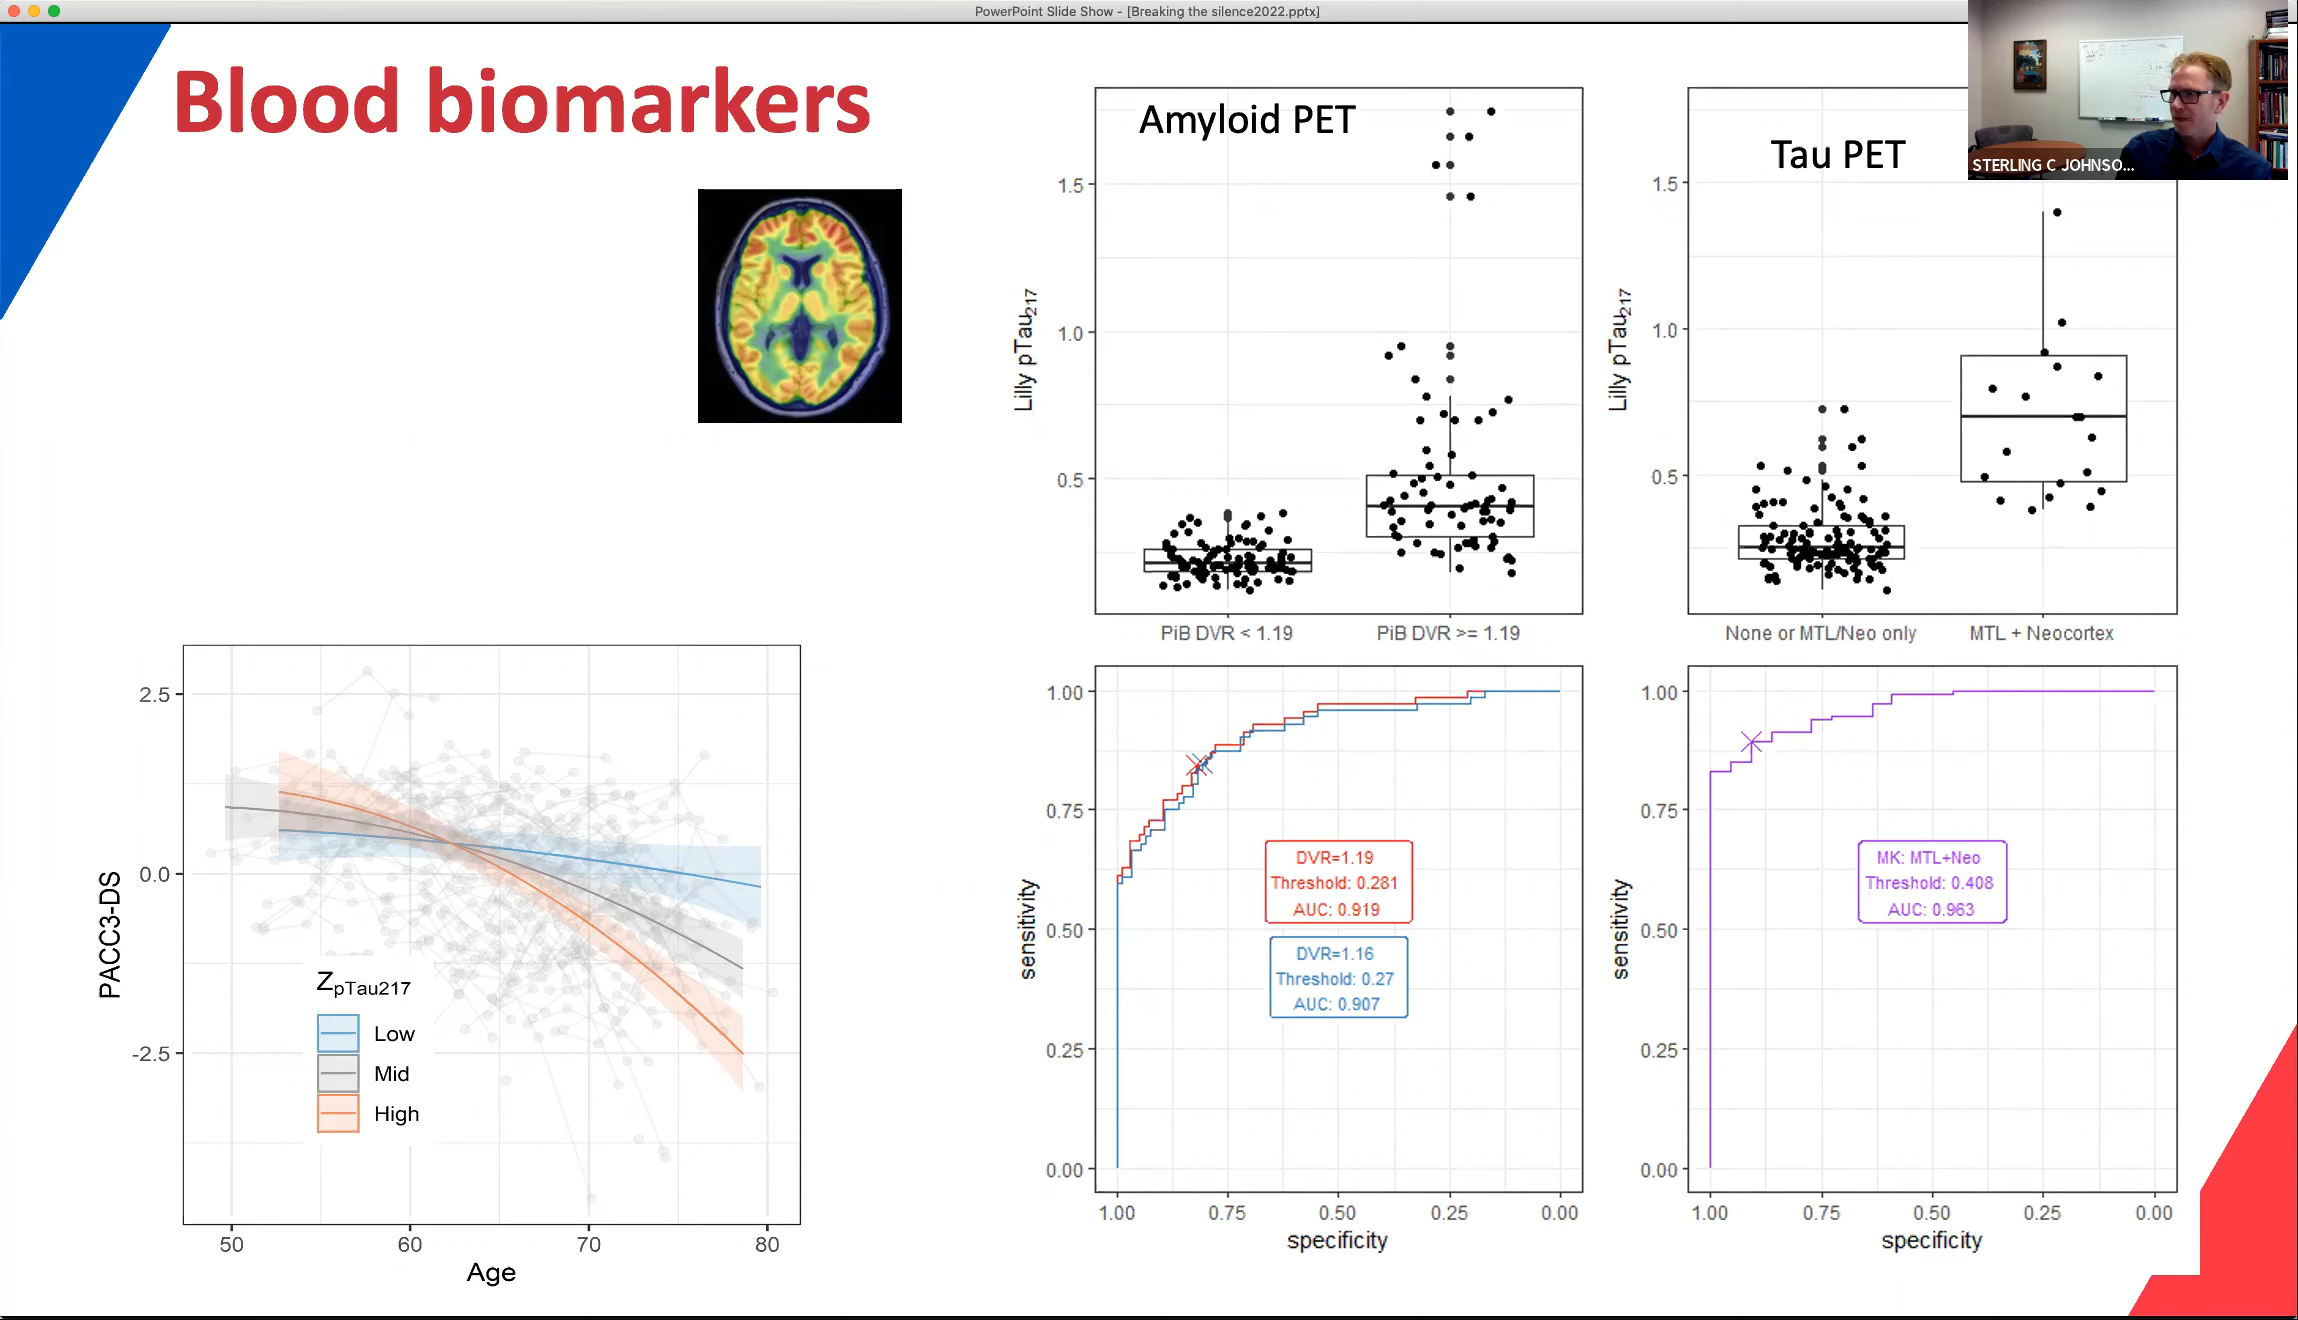 PowerPoint Slide Show - [Breaking the silence2022.pptx]
Blood biomarkers
STERLING C JOHNSO...
Amyloid PET
Lilly pTau217
1.5
1.0
0.5
PiB DVR < 1.19
PiB DVR >= 1.19
Tau PET
Lilly pTau217
1.5
1.0
0.5
None or MTL/Neo only
MTL + Neocortex
PACC3-DS
2.5
0.0
-2.5
ZpTau217
Low
Mid
High
50
60
70
80
Age
sensitivity
1.00
0.75
0.50
0.25
0.00
DVR=1.19
Threshold: 0.281
AUC: 0.919
DVR=1.16
Threshold: 0.27
AUC: 0.907
1.00
0.75
0.50
0.25
0.00
specificity
sensitivity
1.00
0.75
0.50
0.25
0.00
MK: MTL+Neo
Threshold: 0.408
AUC: 0.963
1.00
0.75
0.50
0.25
0.00
specificity